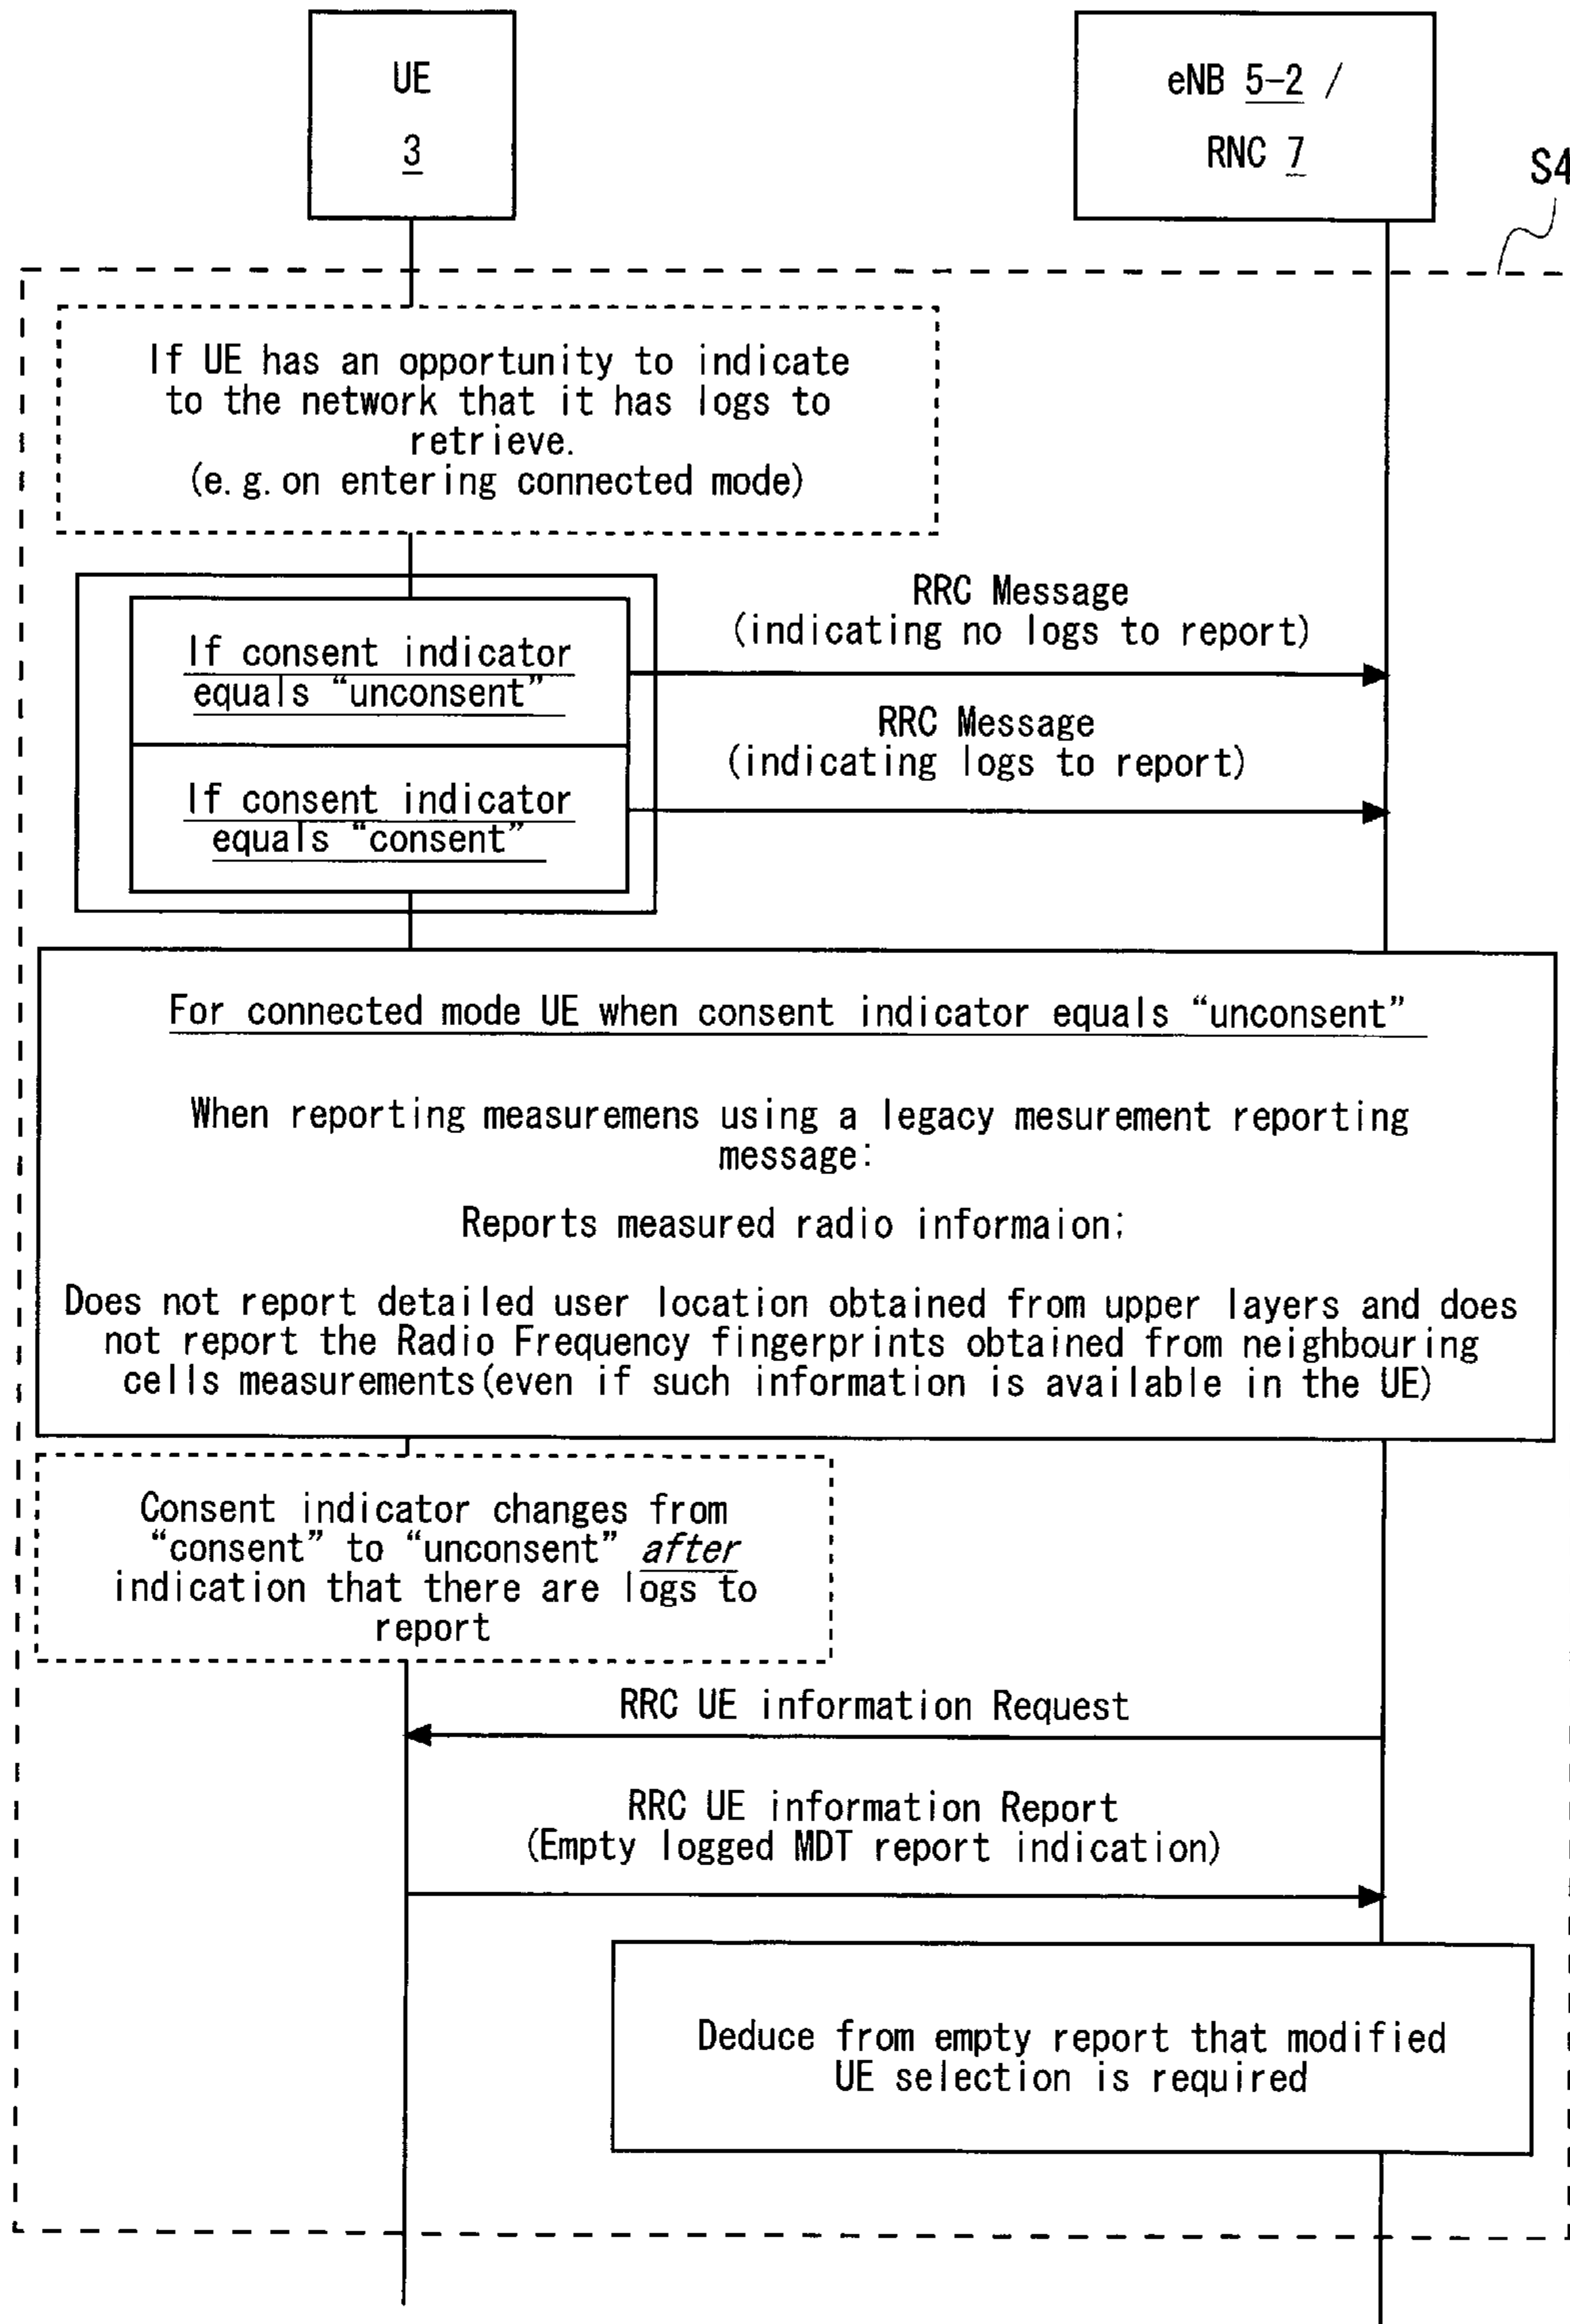 UE
3
eNB 5-2 /
RNC 7
S4
If UE has an opportunity to indicate
to the network that it has logs to
retrieve.
(e.g. on entering connected mode)
RRC Message
(indicating no logs to report)
If consent indicator
equals “unconsent”
RRC Message
(indicating logs to report)
If consent indicator
equals “consent”
For connected mode UE when consent indicator equals “unconsent”
When reporting measuremens using a legacy mesurement reporting
message:
Reports measured radio informaion;
Does not report detailed user location obtained from upper layers and does
not report the Radio Frequency fingerprints obtained from neighbouring
cells measurements(even if such information is available in the UE)
Consent indicator changes from
“consent” to “unconsent” after
indication that there are logs to
report
RRC UE information Request
RRC UE information Report
(Empty logged MDT report indication)
Deduce from empty report that modified
UE selection is required